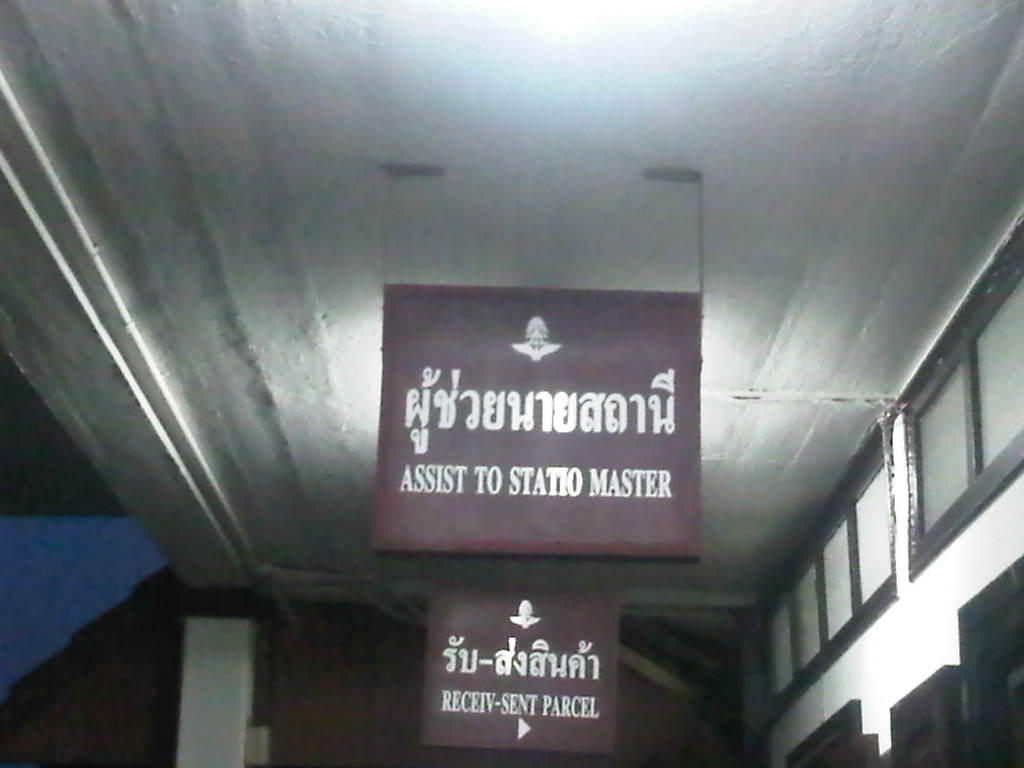 ผู้ช่วยนายสถานี
ASSIST TO STATIO MASTER
รับ-ส่งสินค้า
RECEIV-SENT PARCEL